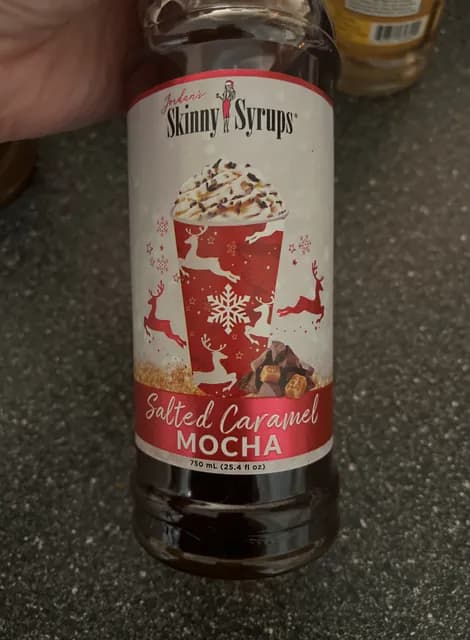 Jordan's
Skinny Syrups®
Salted Caramel
MOCHA
750 mL (25.4 fl oz)